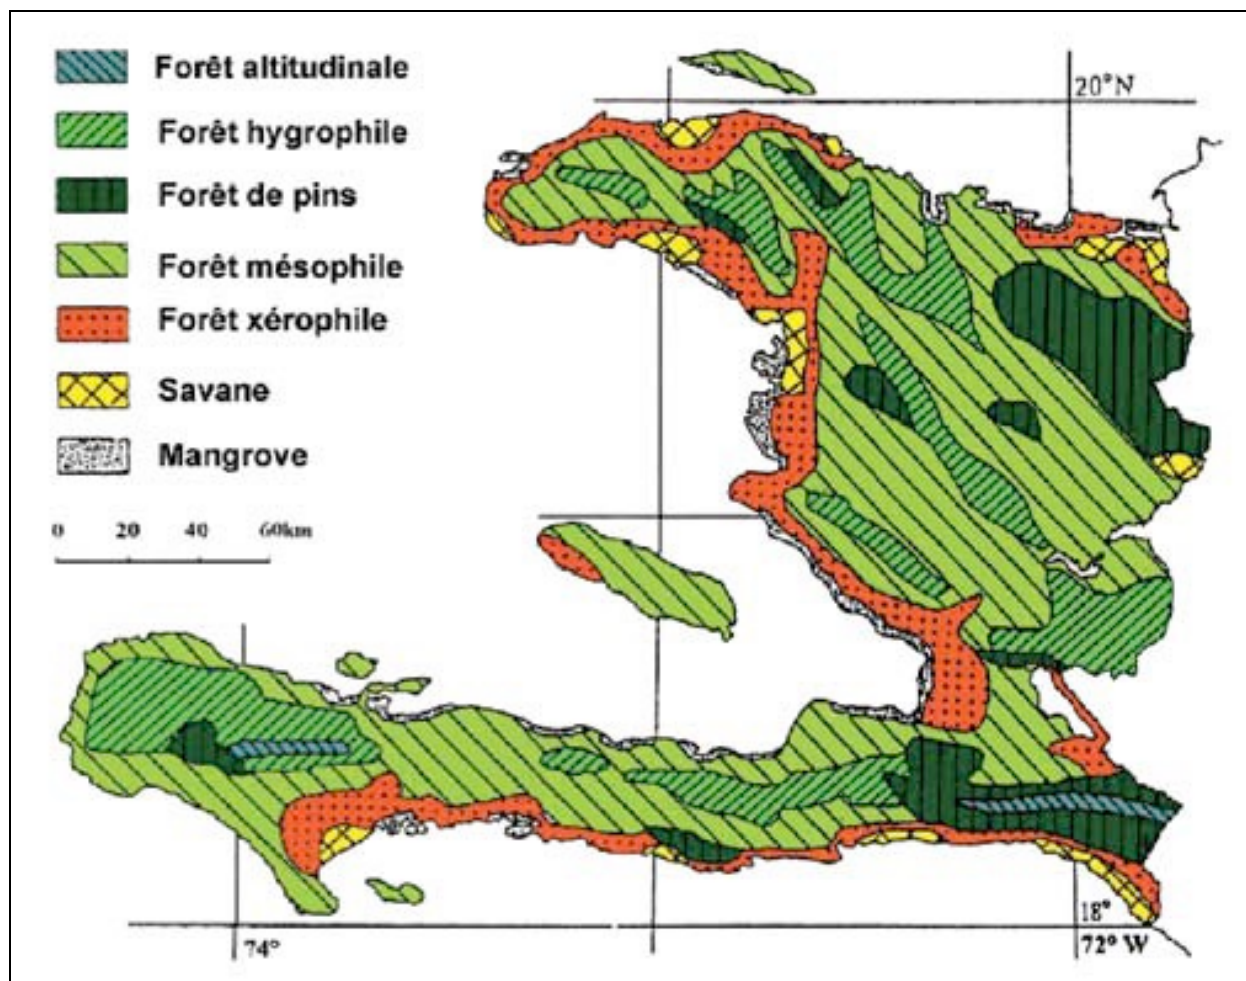 Forêt altitudinale
Forêt hygrophile
Forêt de pins
Forêt mésophile
Forêt xérophile
Savane
Mangrove
0 20 40 60km
20°N
18°
74°
72° W